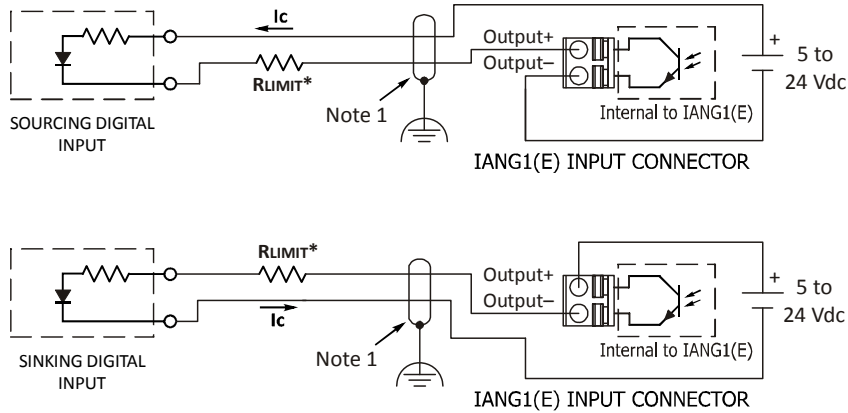 Ic
Output+
Output–
RLIMIT*
Note 1
+
5 to
24 Vdc
SOURCING DIGITAL
INPUT
Internal to IANG1(E)
IANG1(E) INPUT CONNECTOR
RLIMIT*
Ic
Output+
Output–
Note 1
+
5 to
24 Vdc
SINKING DIGITAL
INPUT
Internal to IANG1(E)
IANG1(E) INPUT CONNECTOR